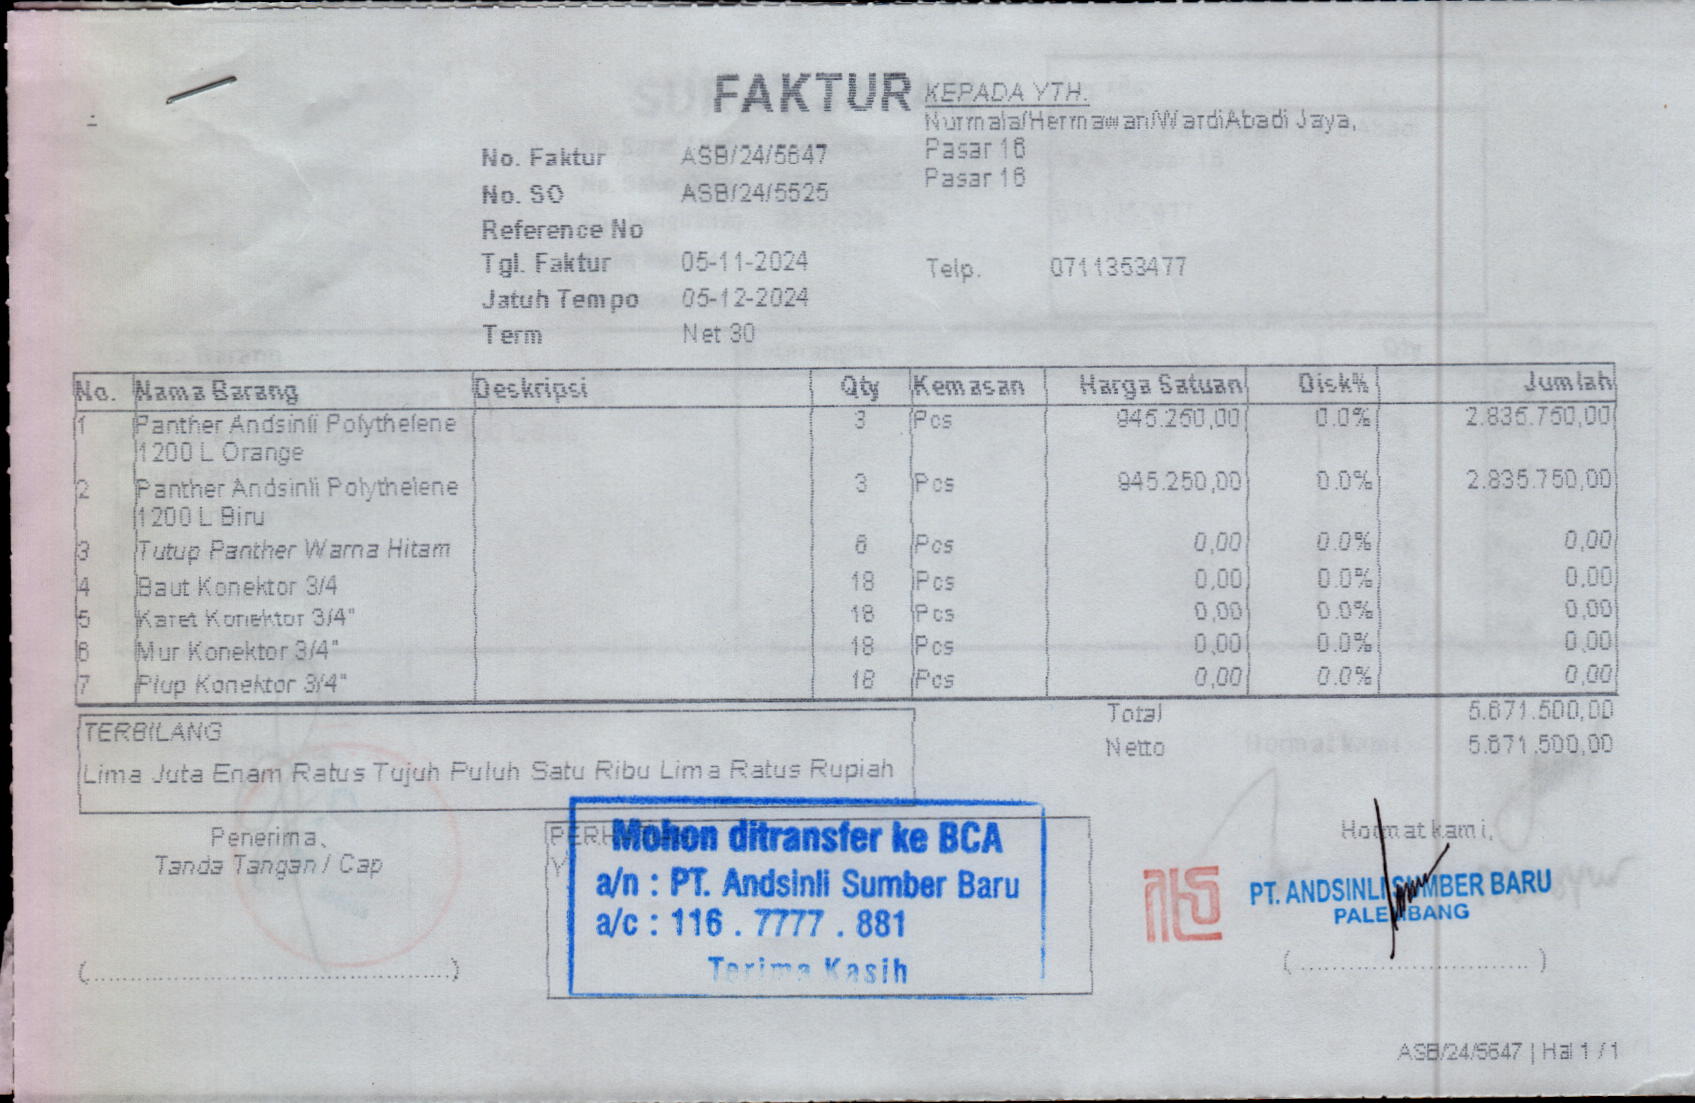 FAKTUR
KEPADA YTH.
Nurmala/Hermawan/WardiAbadi Jaya,
Pasar 16
Pasar 16
No. Faktur ASB/24/5647
No. SO ASB/24/5525
Reference No
Tgl. Faktur 05-11-2024
Telp. 0711353477
Jatuh Tempo 05-12-2024
Term Net 30
No. Nama Barang Deskripsi Qty Kemasan Harga Satuan Disk% Jumlah
1 Panther Andsinli Polythelene 3 Pcs 945.250,00 0.0% 2.835.750,00
1200 L Orange
2 Panther Andsinli Polythelene 3 Pcs 945.250,00 0.0% 2.835.750,00
1200 L Biru
3 Tutup Panther Warna Hitam 6 Pcs 0,00 0.0% 0,00
4 Baut Konektor 3/4 18 Pcs 0,00 0.0% 0,00
5 Karet Konektor 3/4" 18 Pcs 0,00 0.0% 0,00
6 Mur Konektor 3/4" 18 Pcs 0,00 0.0% 0,00
7 Plup Konektor 3/4" 18 Pcs 0,00 0.0% 0,00
Total 5.671.500,00
Netto 5.671.500,00
TERBILANG
Lima Juta Enam Ratus Tujuh Puluh Satu Ribu Lima Ratus Rupiah
Penerima,
Tanda Tangan / Cap
(.....................................................)
Mohon ditransfer ke BCA
a/n : PT. Andsinli Sumber Baru
a/c : 116 . 7777 . 881
Terima Kasih
Hormat kami,
PT. ANDSINLI SUMBER BARU
PALEMBANG
(..................................)
ASB/24/5647 | Hal 1 / 1